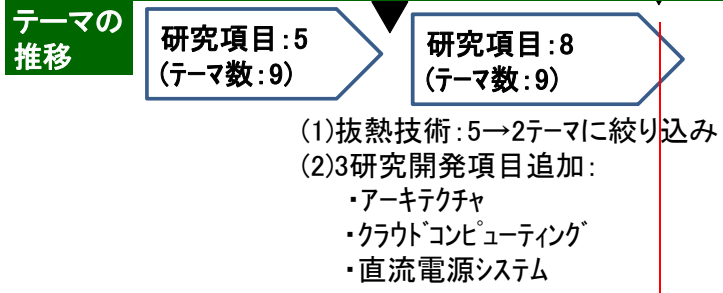 テーマの
推移
研究項目:5
(テーマ数:9)
研究項目:8
(テーマ数:9)
(1)抜熱技術:5→2テーマに絞り込み
(2)3研究開発項目追加:
・アーキテクチャ
・クラウドコンピューティング
・直流電源システム